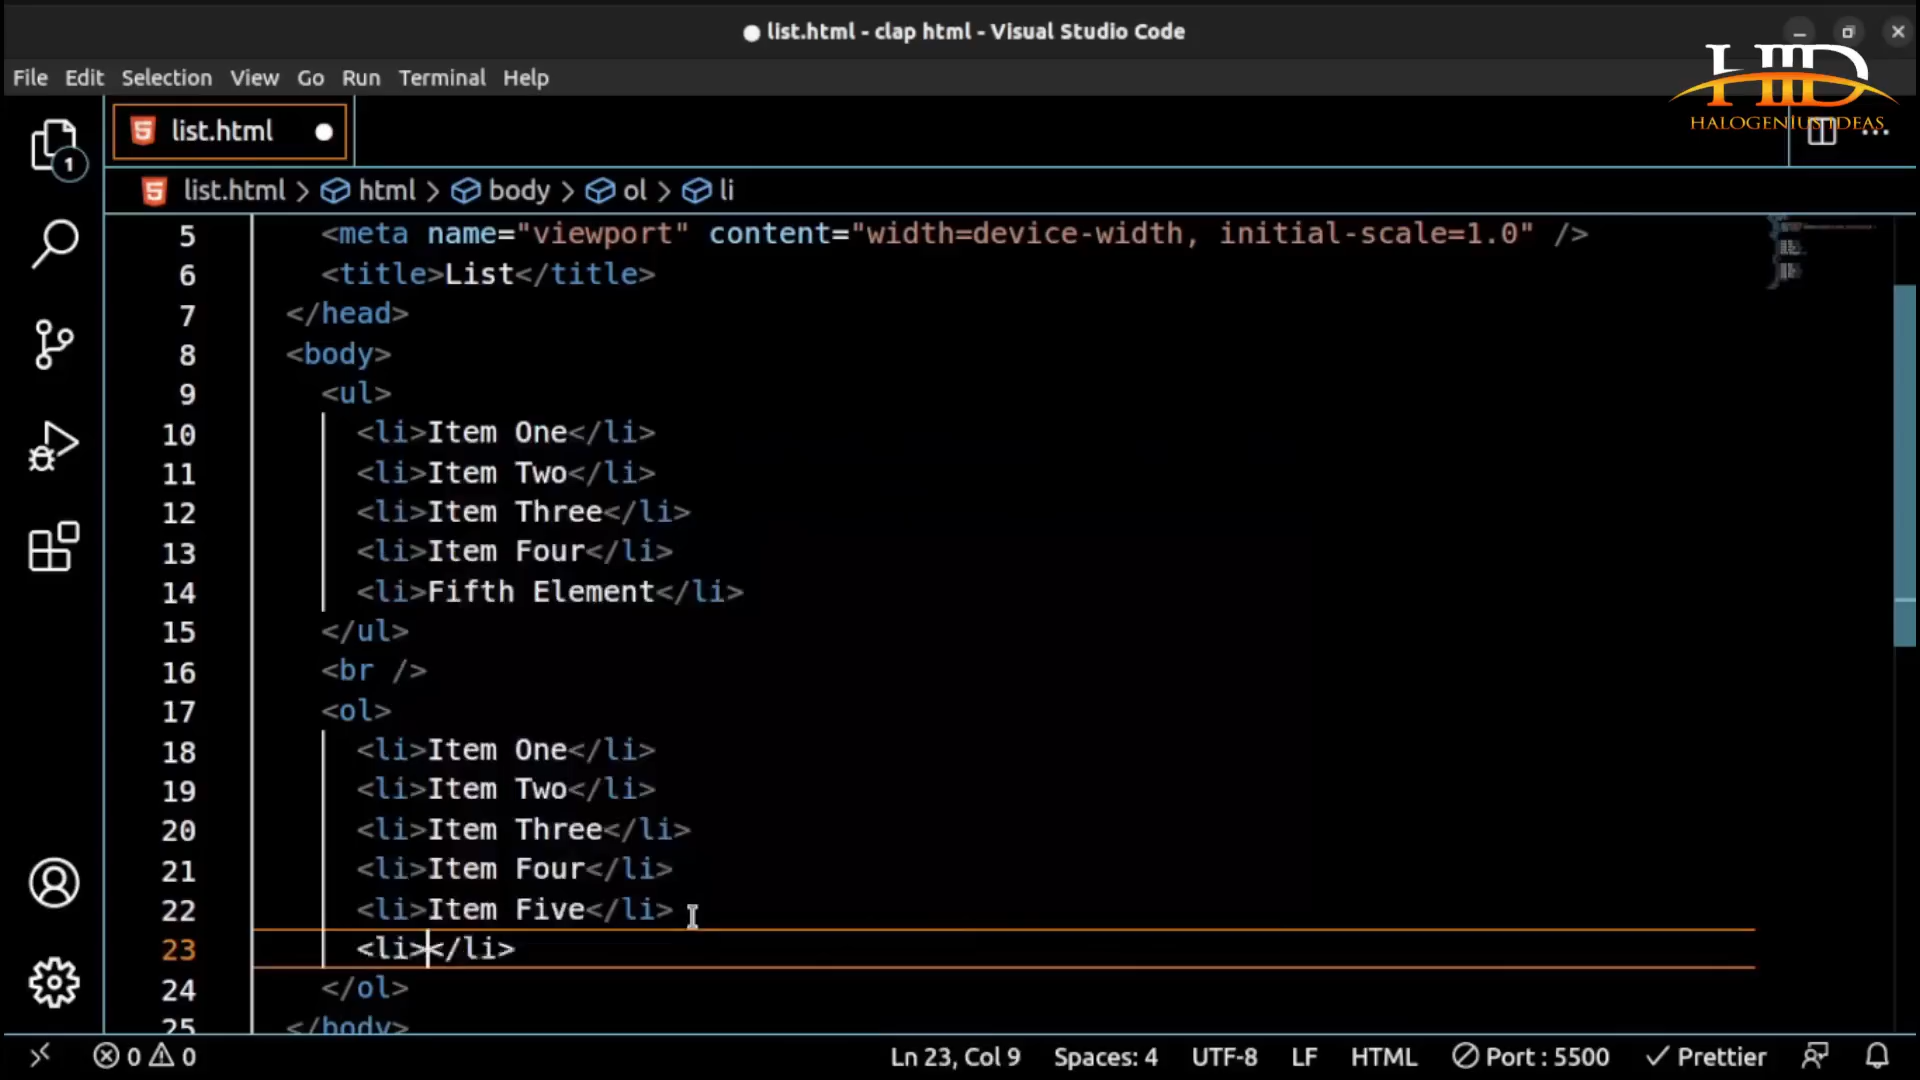 list.html - clap html - Visual Studio Code
File Edit Selection View Go Run Terminal Help
HID
HALOGENIUS IDEAS
1
list.html
list.html > html > body > ol > li
5 <meta name="viewport" content="width=device-width, initial-scale=1.0" />
6 <title>List</title>
7 </head>
8 <body>
9 <ul>
10 <li>Item One</li>
11 <li>Item Two</li>
12 <li>Item Three</li>
13 <li>Item Four</li>
14 <li>Fifth Element</li>
15 </ul>
16 <br />
17 <ol>
18 <li>Item One</li>
19 <li>Item Two</li>
20 <li>Item Three</li>
21 <li>Item Four</li>
22 <li>Item Five</li>
23 <li></li>
24 </ol>
25 </body>
0 0 Ln 23, Col 9 Spaces: 4 UTF-8 LF HTML Port : 5500 Prettier